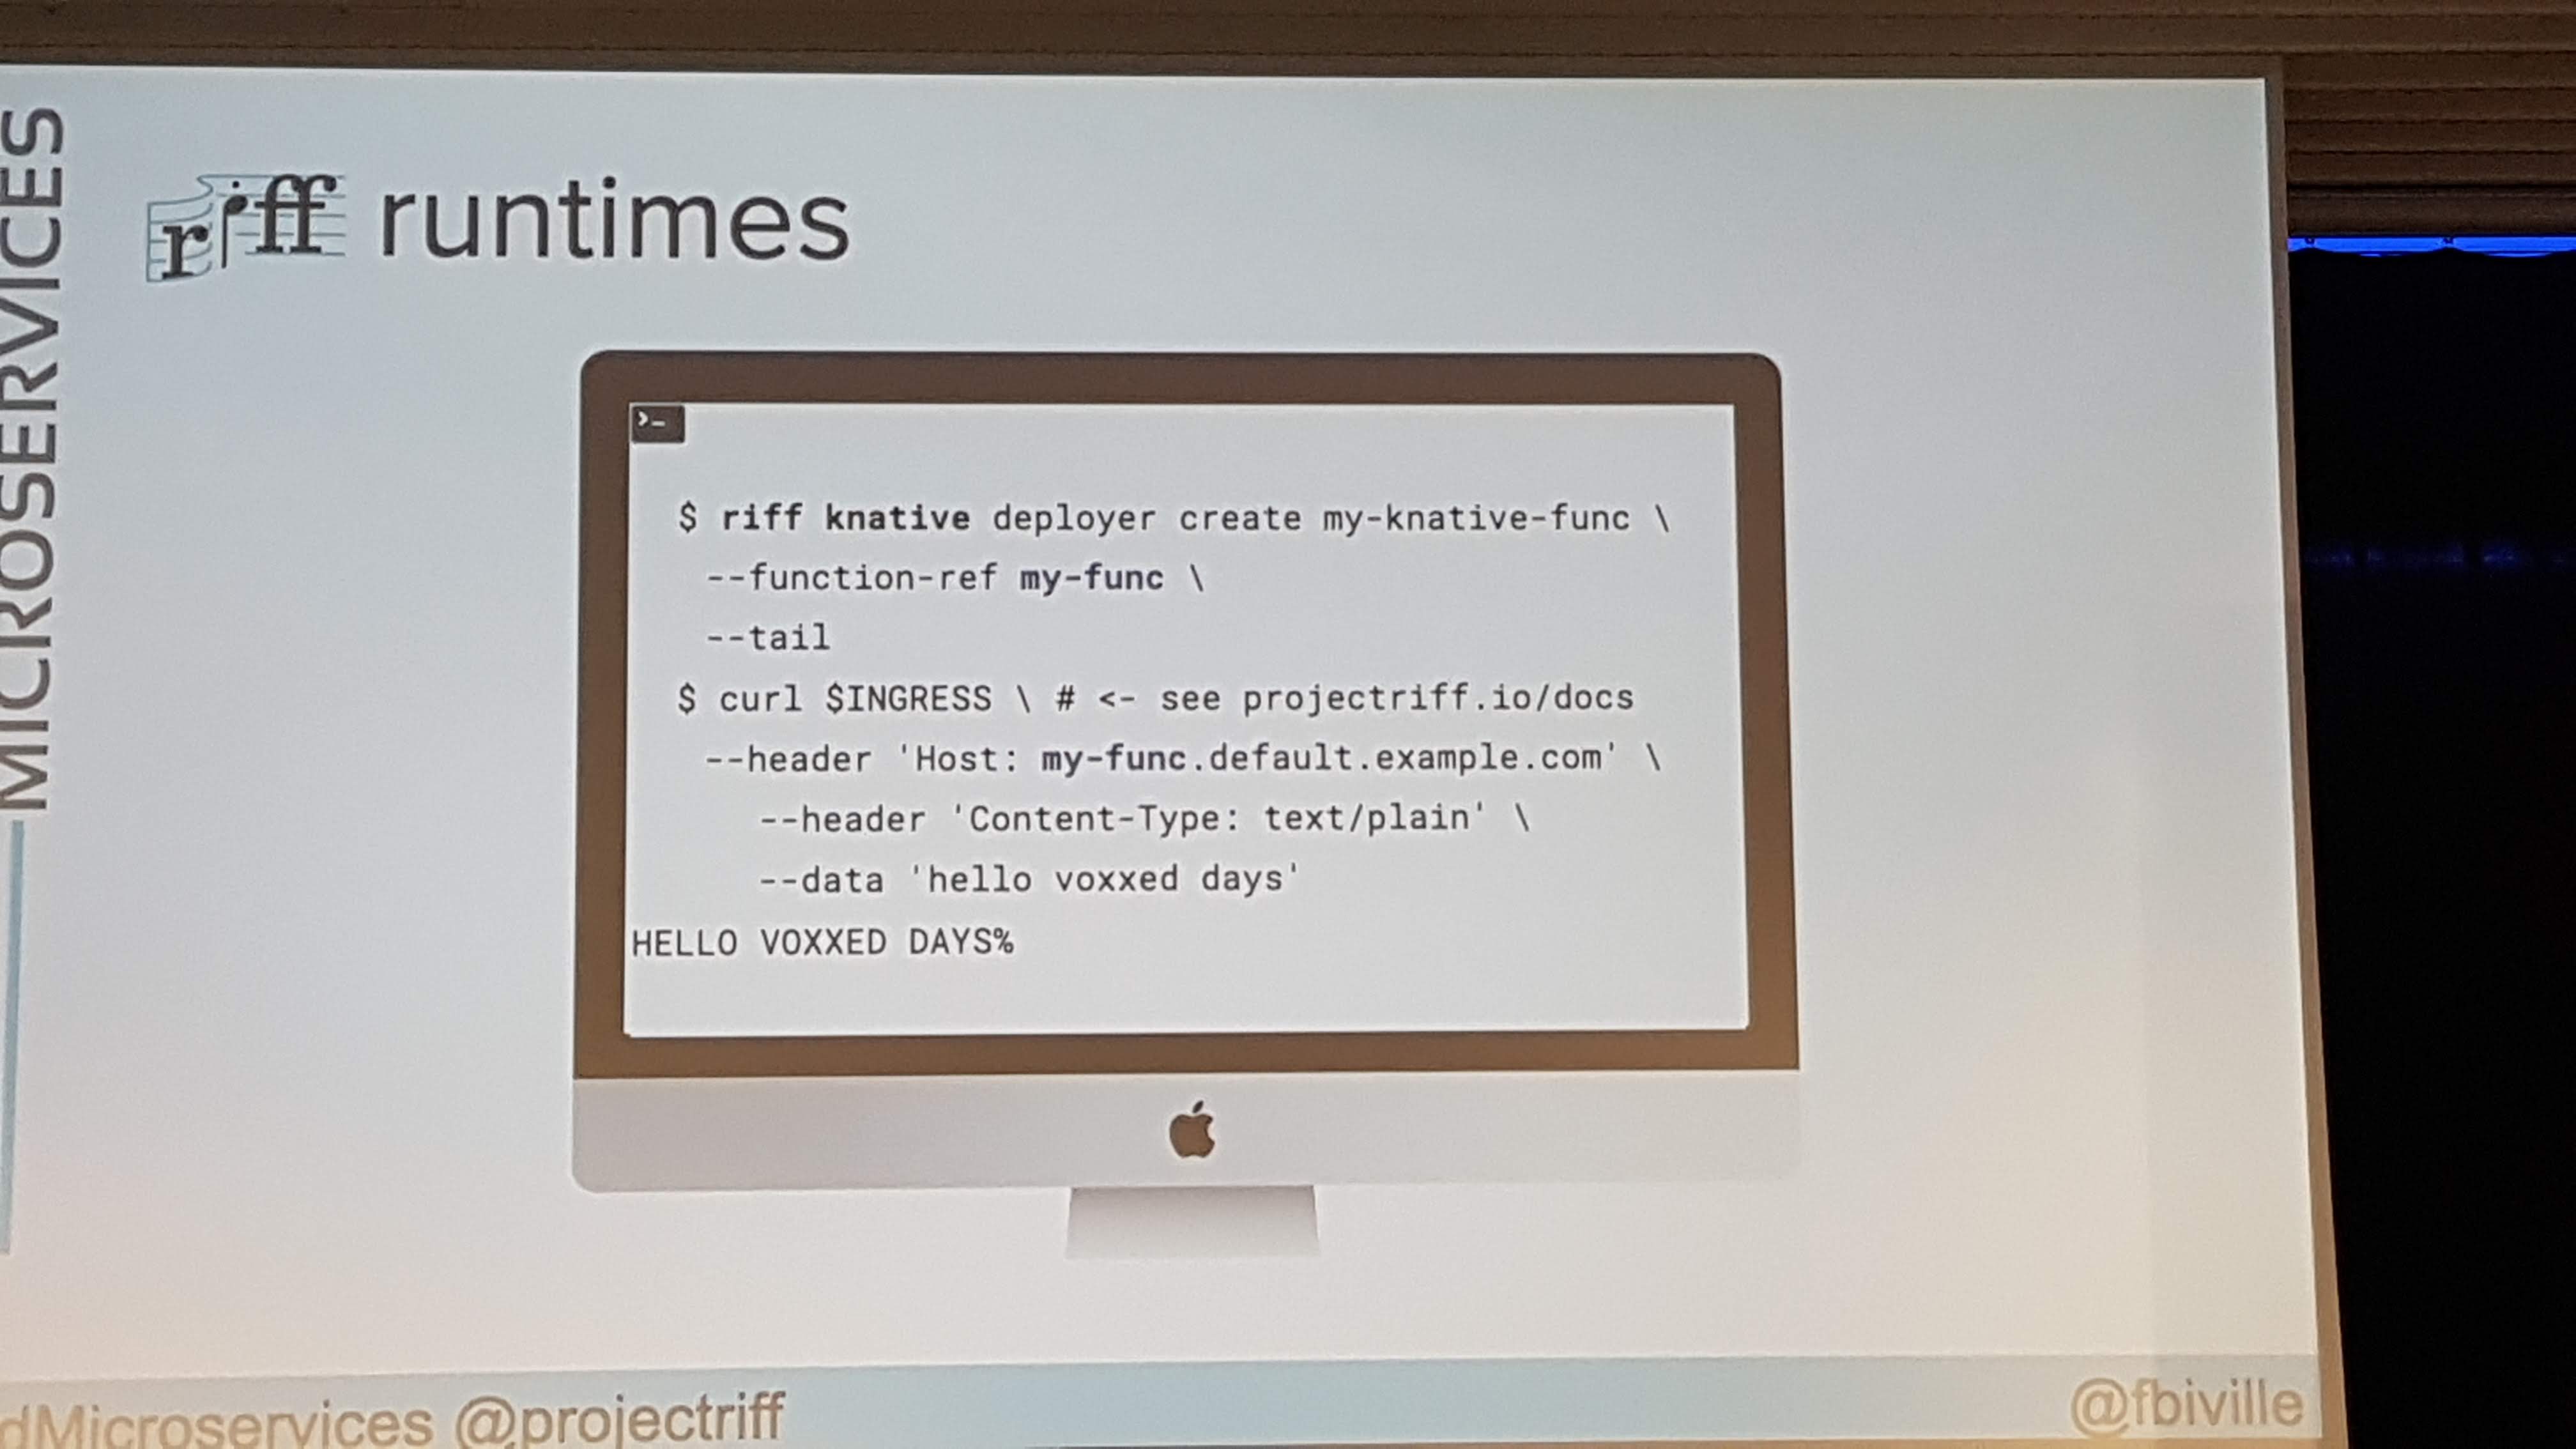 MICROSERVICES
riff runtimes
>_
$ riff knative deployer create my-knative-func \
--function-ref my-func \
--tail
$ curl $INGRESS \ # <- see projectriff.io/docs
--header 'Host: my-func.default.example.com' \
--header 'Content-Type: text/plain' \
--data 'hello voxxed days'
HELLO VOXXED DAYS%
dMicroservices @projectriff
@fbiville